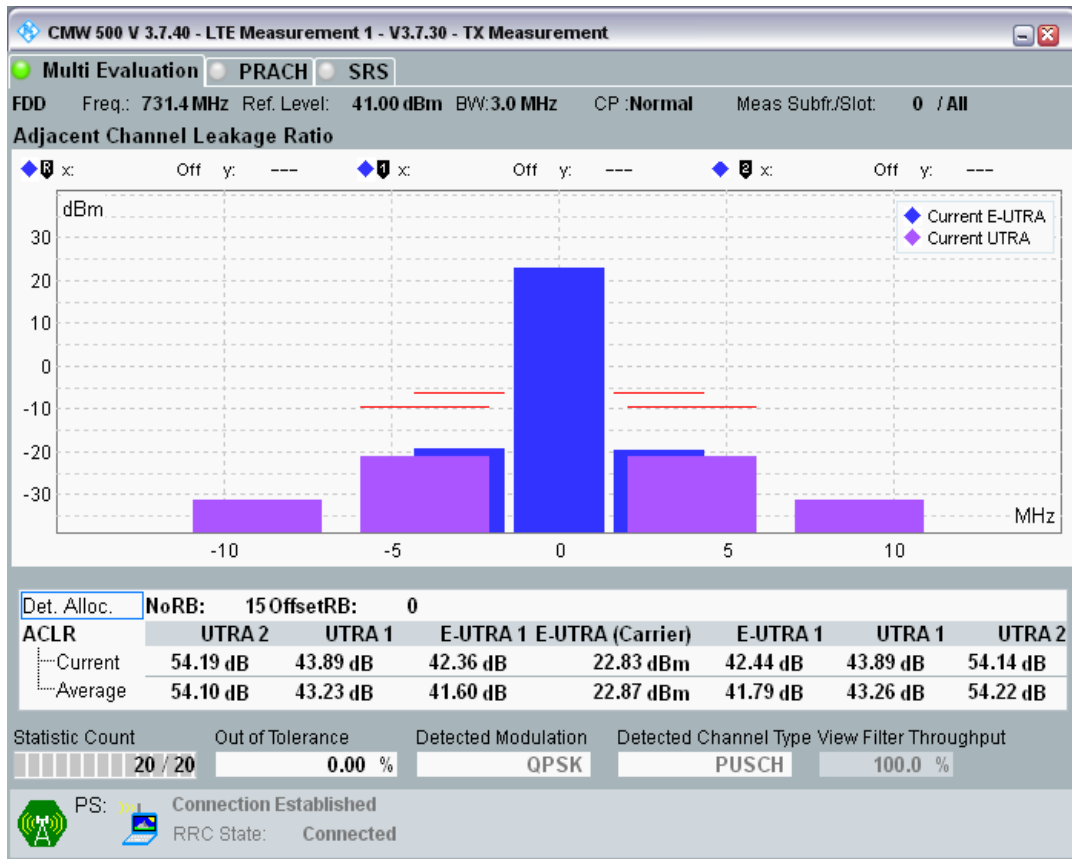 CMW 500 V 3.7.40 - LTE Measurement 1 - V3.7.30 - TX Measurement
Multi Evaluation PRACH SRS
FDD Freq.: 731.4 MHz Ref. Level: 41.00 dBm BW:3.0 MHz CP :Normal Meas Subfr./Slot: 0 / All
Adjacent Channel Leakage Ratio
R x: Off y: --- 1 x: Off y: --- 2 x: Off y: ---
dBm
Current E-UTRA
Current UTRA
30
20
10
0
-10
-20
-30
MHz
-10 -5 0 5 10
Det. Alloc. NoRB: 15 OffsetRB: 0
ACLR UTRA 2 UTRA 1 E-UTRA 1 E-UTRA (Carrier) E-UTRA 1 UTRA 1 UTRA 2
Current 54.19 dB 43.89 dB 42.36 dB 22.83 dBm 42.44 dB 43.89 dB 54.14 dB
Average 54.10 dB 43.23 dB 41.60 dB 22.87 dBm 41.79 dB 43.26 dB 54.22 dB
Statistic Count Out of Tolerance Detected Modulation Detected Channel Type View Filter Throughput
20 / 20 0.00 % QPSK PUSCH 100.0 %
PS: Connection Established
RRC State: Connected